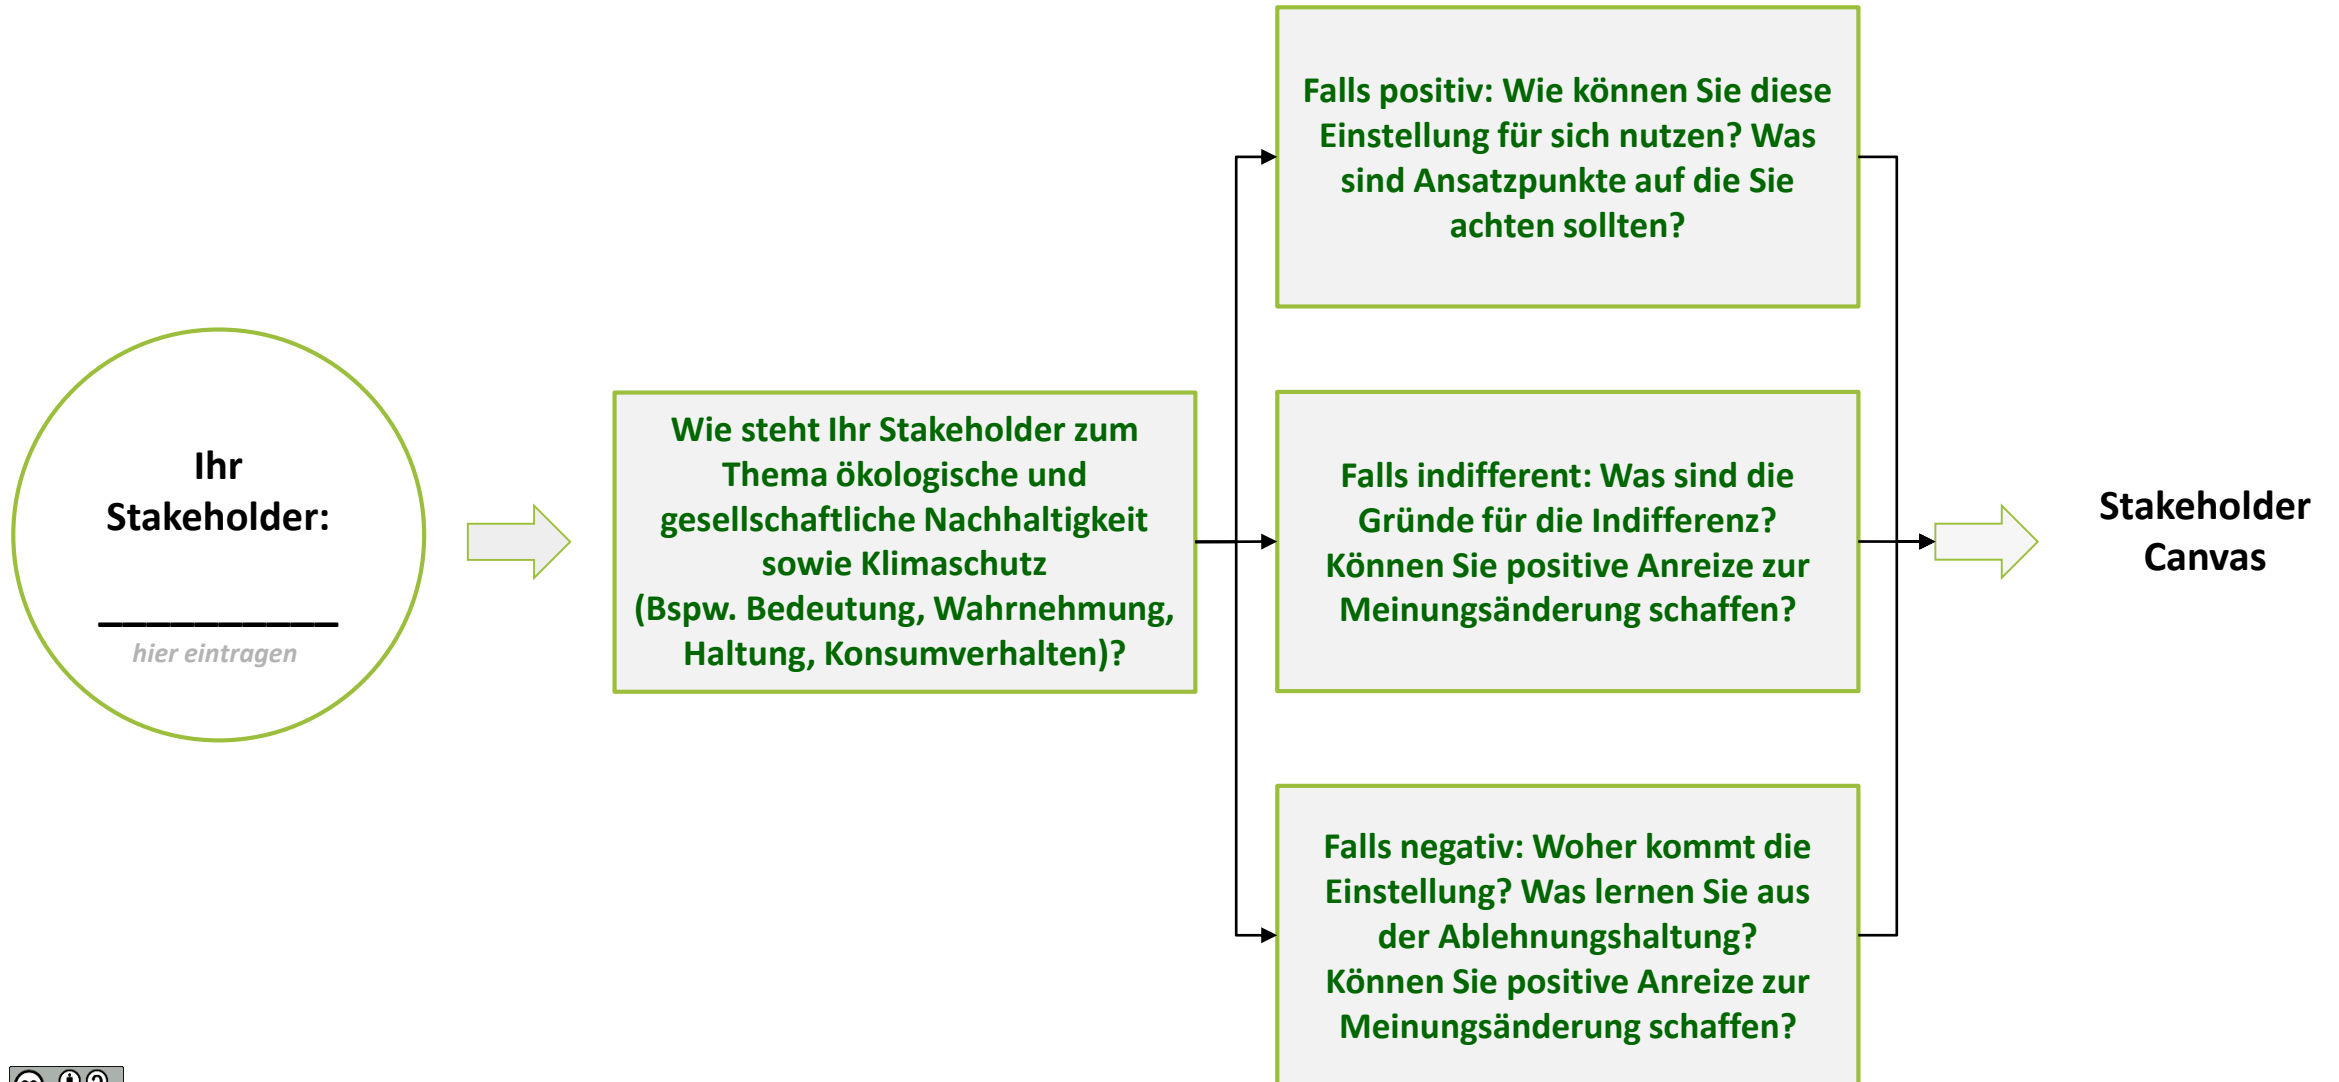 Ihr
Stakeholder:
__________
hier eintragen
Wie steht Ihr Stakeholder zum
Thema ökologische und
gesellschaftliche Nachhaltigkeit
sowie Klimaschutz
(Bspw. Bedeutung, Wahrnehmung,
Haltung, Konsumverhalten)?
Falls positiv: Wie können Sie diese
Einstellung für sich nutzen? Was
sind Ansatzpunkte auf die Sie
achten sollten?
Falls indifferent: Was sind die
Gründe für die Indifferenz?
Können Sie positive Anreize zur
Meinungsänderung schaffen?
Falls negativ: Woher kommt die
Einstellung? Was lernen Sie aus
der Ablehnungshaltung?
Können Sie positive Anreize zur
Meinungsänderung schaffen?
Stakeholder
Canvas